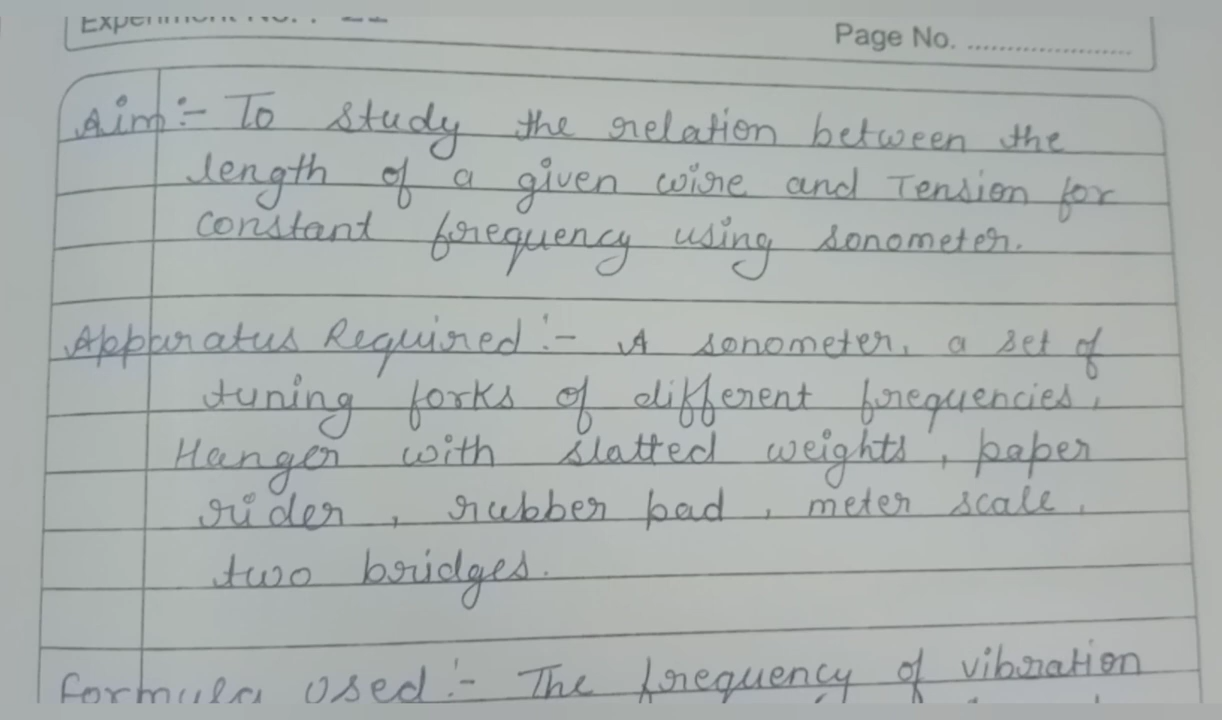 Page No. ..............................
Aim :- To study the relation between the
length of a given wire and Tension for
constant frequency using sonometer.
Apparatus Required :- A sonometer, a set of
tuning forks of different frequencies,
Hanger with slatted weights, paper
rider, rubber pad, meter scale,
two bridges.
Formula Used :- The frequency of vibration